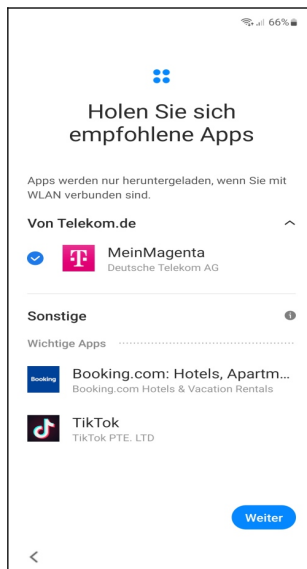 66%
Holen Sie sich
empfohlene Apps
Apps werden nur heruntergeladen, wenn Sie mit
WLAN verbunden sind.
Von Telekom.de
T
MeinMagenta
Deutsche Telekom AG
Sonstige
Wichtige Apps
Booking
Booking.com: Hotels, Apartm...
Booking.com Hotels & Vacation Rentals
TikTok
TikTok PTE. LTD
Weiter